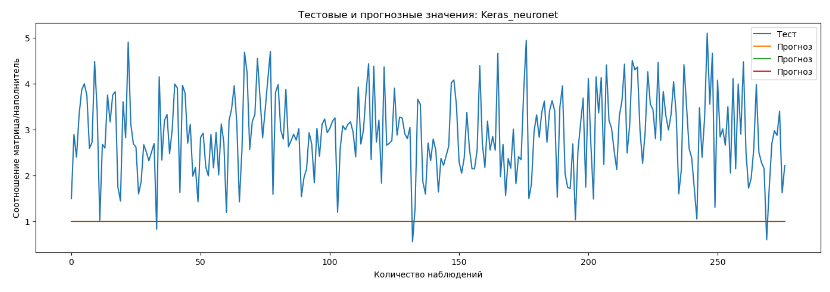 Тестовые и прогнозные значения: Keras_neuronet
Соотношение матрица/наполнитель
5
4
3
2
1
Тест
Прогноз
Прогноз
Прогноз
0
50
100
150
200
250
Количество наблюдений